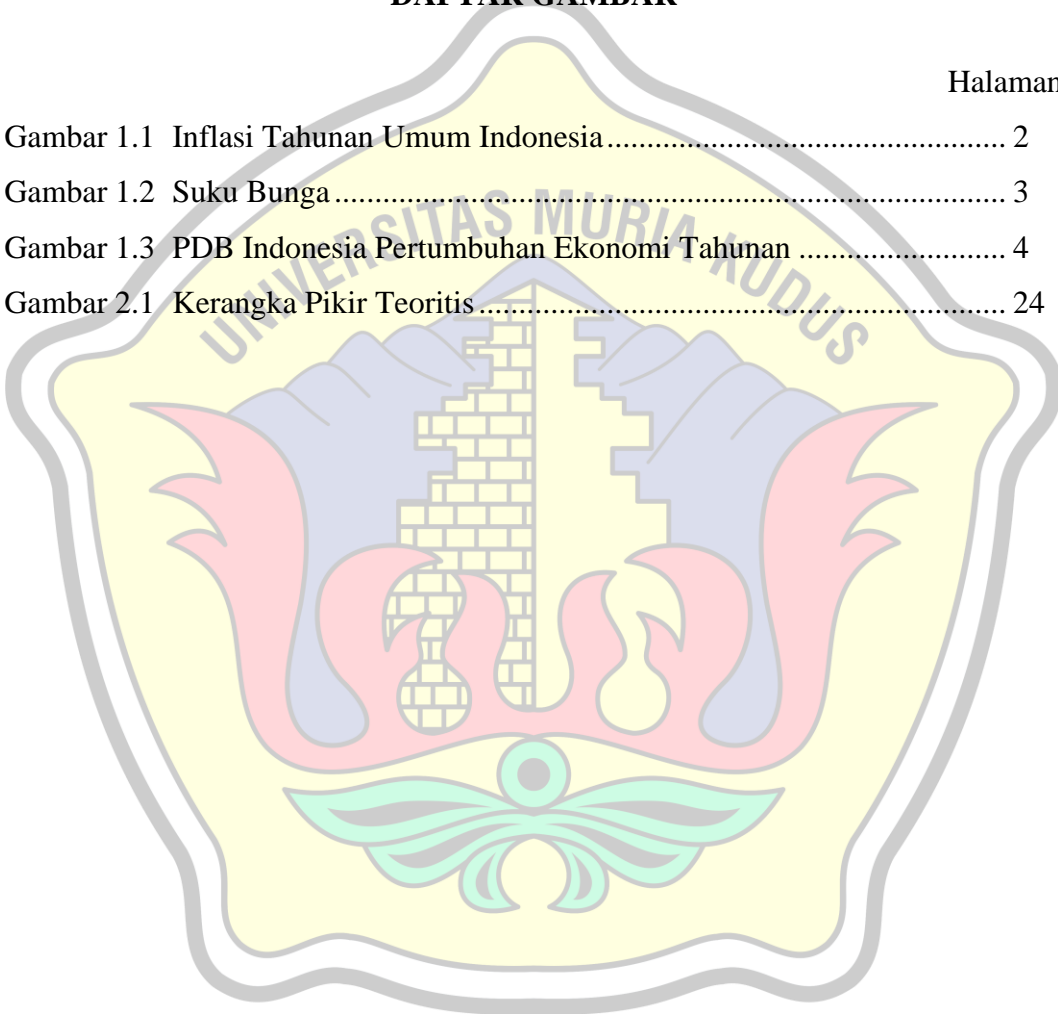 DAFTAR GAMBAR
Halaman
Gambar 1.1 Inflasi Tahunan Umum Indonesia ................................................. 2
Gambar 1.2 Suku Bunga ................................................................................... 3
Gambar 1.3 PDB Indonesia Pertumbuhan Ekonomi Tahunan ......................... 4
Gambar 2.1 Kerangka Pikir Teoritis ................................................................. 24
UNIVERSITAS MURIA KUDUS